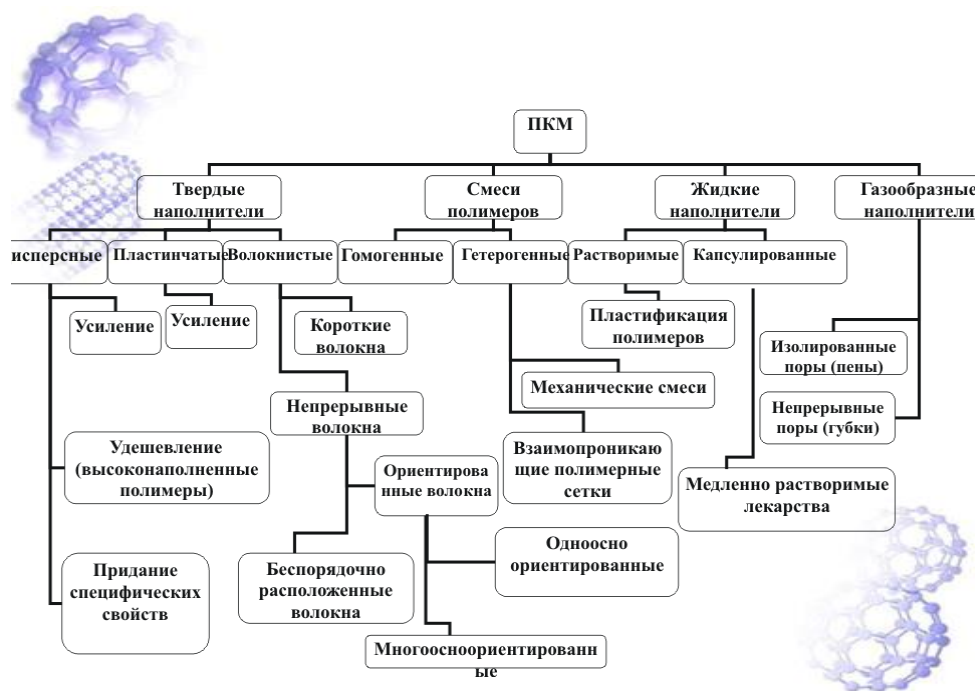 ПКМ
Твердые
наполнители
Смеси
полимеров
Жидкие
наполнители
Газообразные
наполнители
исперсные
Пластинчатые
Волокнистые
Гомогенные
Гетерогенные
Растворимые
Капсулированные
Усиление
Усиление
Короткие
волокна
Пластификация
полимеров
Изолированные
поры (пены)
Механические смеси
Непрерывные
волокна
Непрерывные
поры (губки)
Удешевление
(высоконаполненные
полимеры)
Ориентирова
нные волокна
Взаимопроникаю
щие полимерные
сетки
Медленно растворимые
лекарства
Одноосно
ориентированные
Придание
специфических
свойств
Беспорядочно
расположенные
волокна
Многоосноориентированн
ые